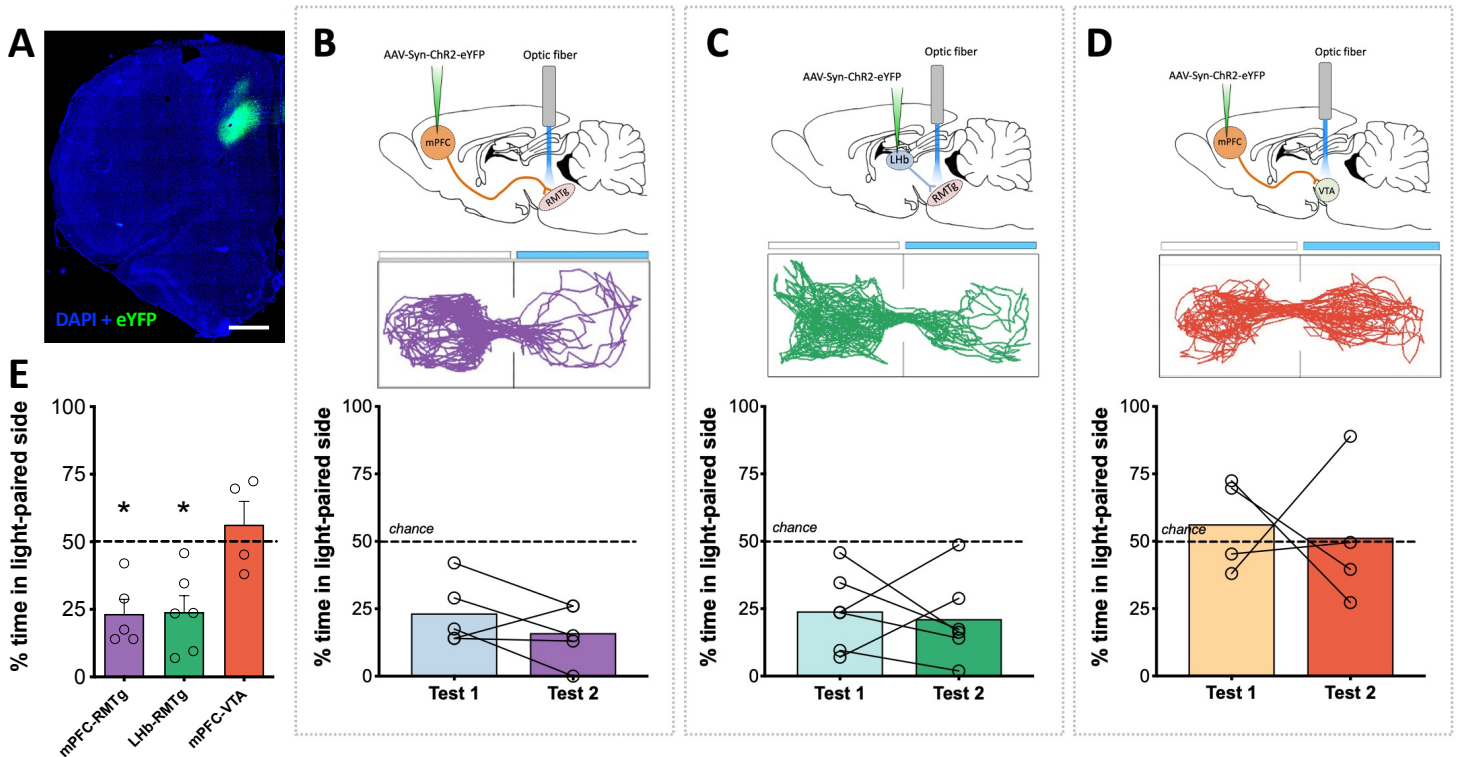 A
DAPI + eYFP
B
AAV-Syn-ChR2-eYFP
Optic fiber
mPFC
RMTg
% time in light-paired side
100
75
50
25
0
chance
Test 1
Test 2
C
AAV-Syn-ChR2-eYFP
Optic fiber
LHb
RMTg
% time in light-paired side
100
75
50
25
0
chance
Test 1
Test 2
D
AAV-Syn-ChR2-eYFP
Optic fiber
mPFC
VTA
% time in light-paired side
100
75
50
25
0
chance
Test 1
Test 2
E
% time in light-paired side
100
75
50
25
0
*
*
mPFC-RMTg
LHb-RMTg
mPFC-VTA